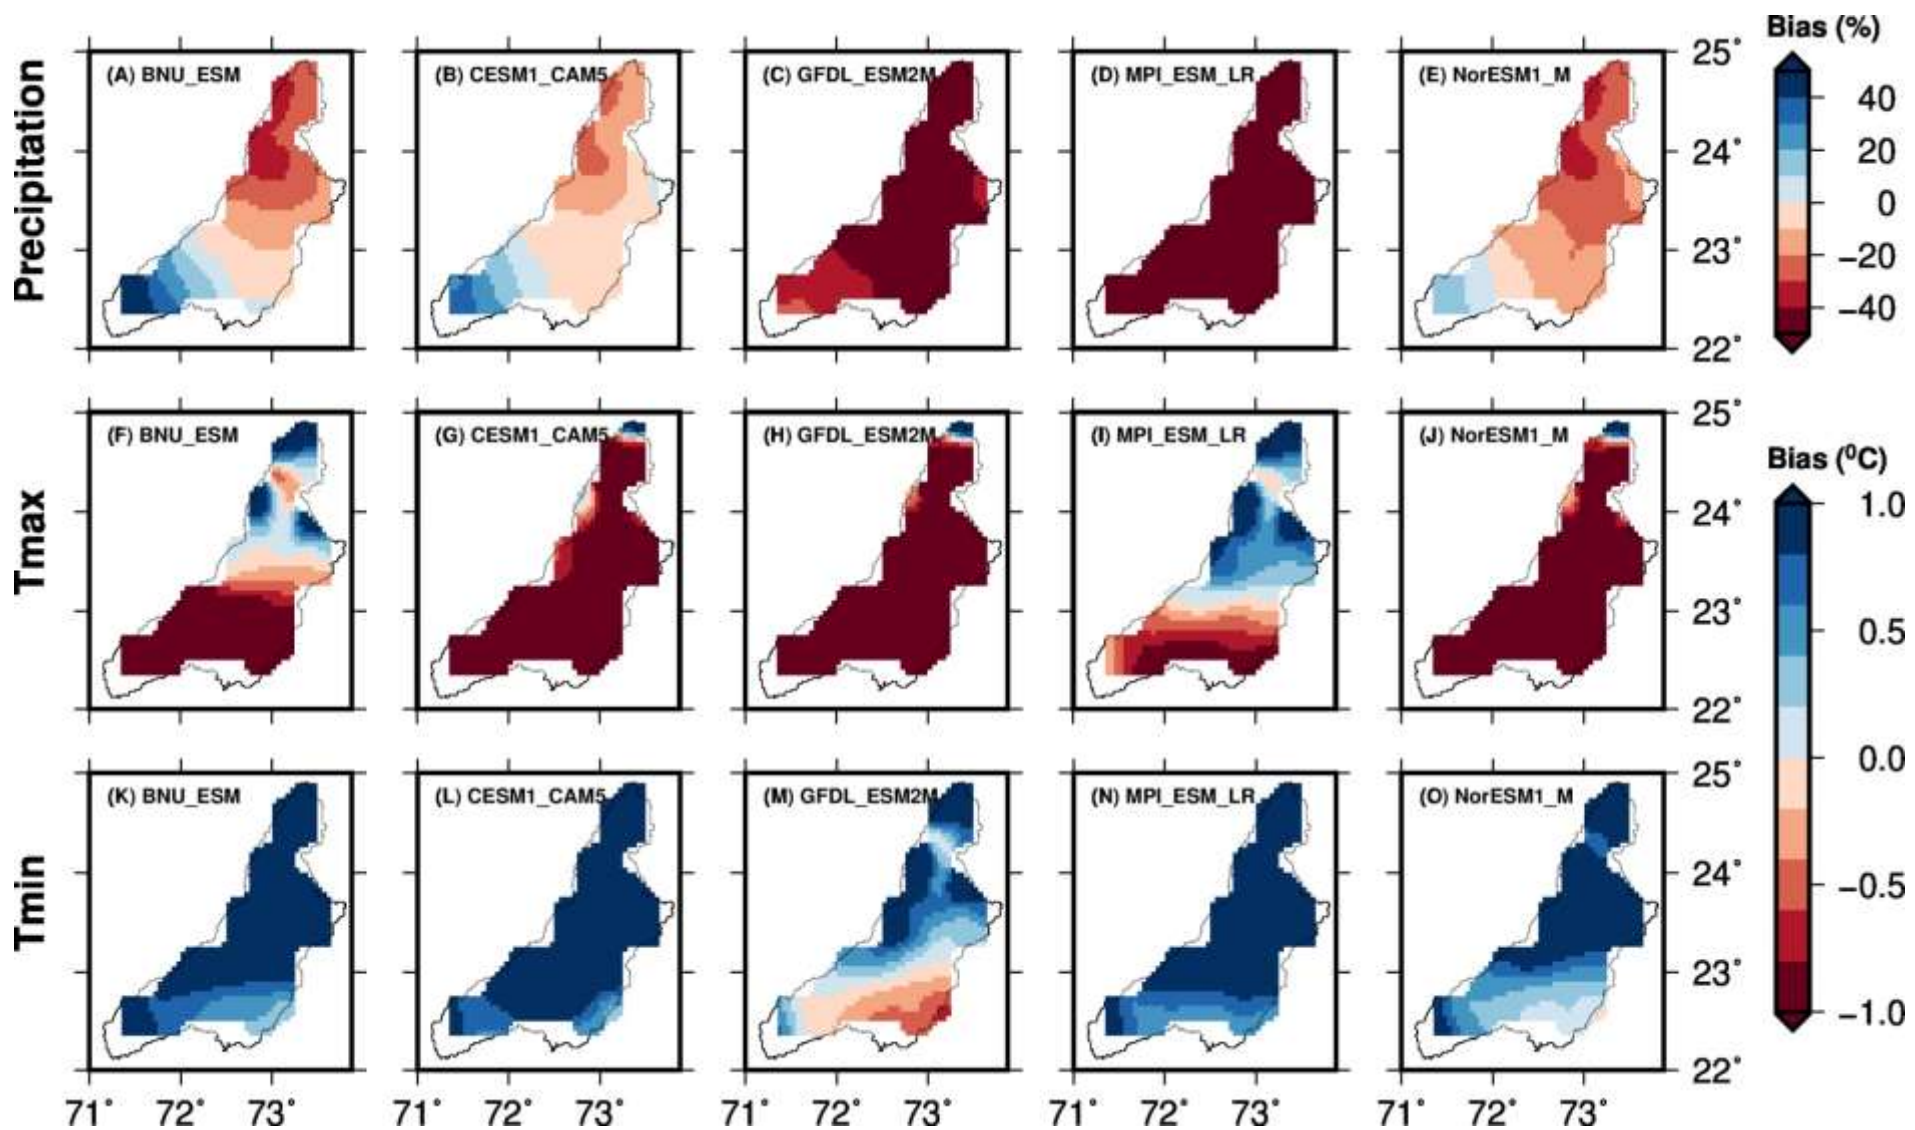 Bias (%)
Precipitation
(A) BNU_ESM
(B) CESM1_CAM5
(C) GFDL_ESM2M
(D) MPI_ESM_LR
(E) NorESM1_M
25°
24°
23°
22°
40
20
0
−20
−40
Tmax
(F) BNU_ESM
(G) CESM1_CAM5
(H) GFDL_ESM2M
(I) MPI_ESM_LR
(J) NorESM1_M
25°
24°
23°
22°
Bias (⁰C)
1.0
0.5
0.0
−0.5
−1.0
Tmin
(K) BNU_ESM
(L) CESM1_CAM5
(M) GFDL_ESM2M
(N) MPI_ESM_LR
(O) NorESM1_M
25°
24°
23°
22°
71° 72° 73° 71° 72° 73° 71° 72° 73° 71° 72° 73° 71° 72° 73°